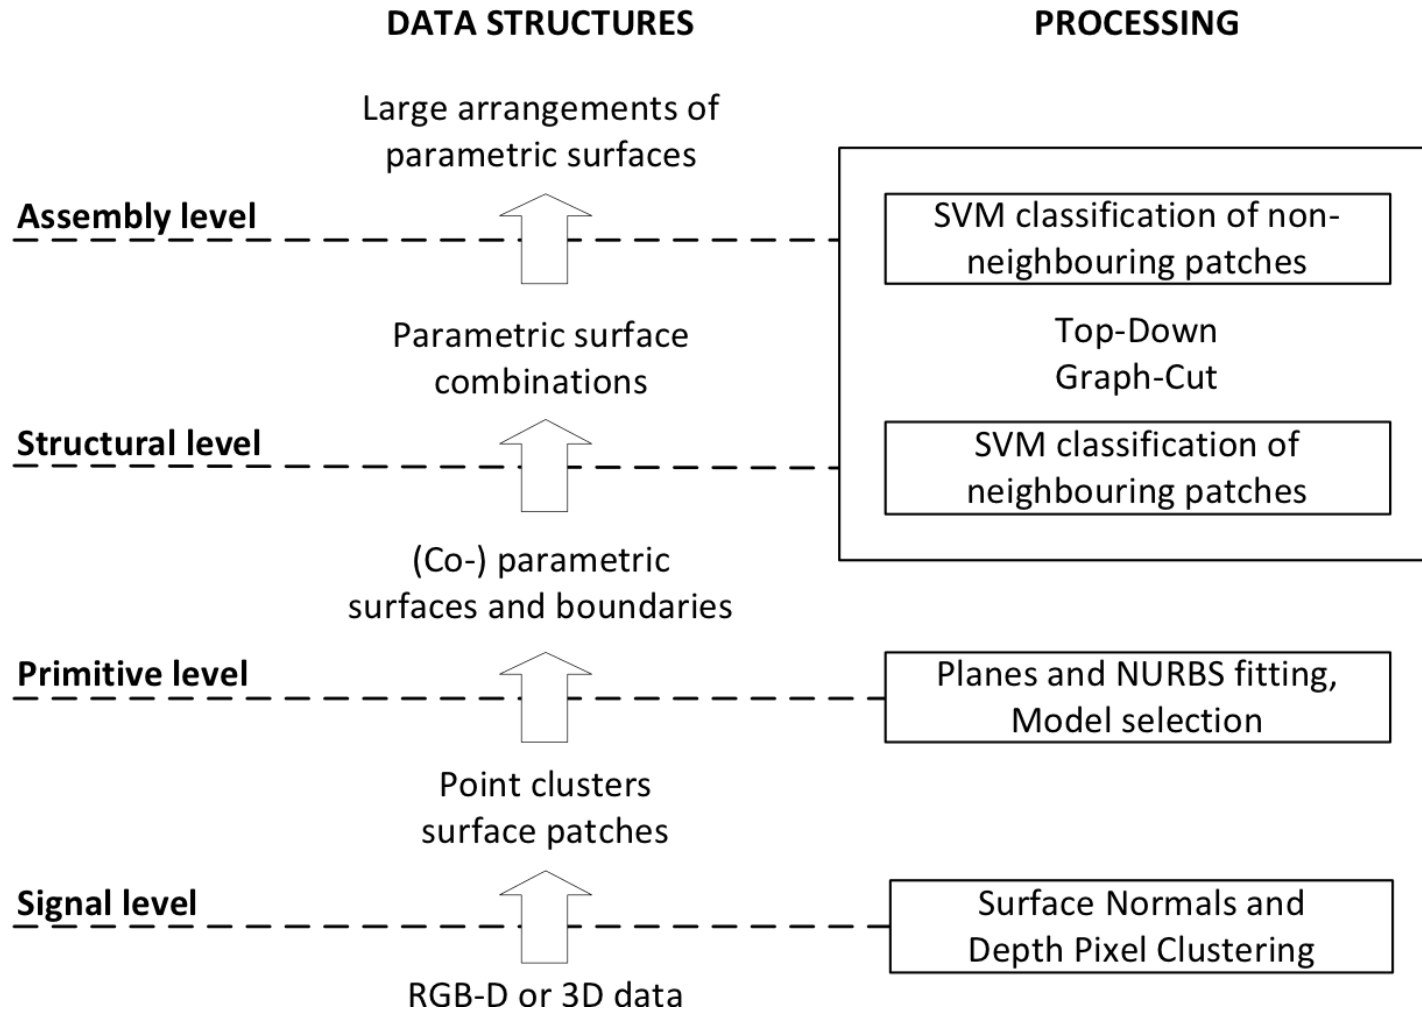 DATA STRUCTURES
PROCESSING
Large arrangements of
parametric surfaces
Assembly level
SVM classification of non-
neighbouring patches
Parametric surface
combinations
Top-Down
Graph-Cut
Structural level
SVM classification of
neighbouring patches
(Co-) parametric
surfaces and boundaries
Primitive level
Planes and NURBS fitting,
Model selection
Point clusters
surface patches
Signal level
Surface Normals and
Depth Pixel Clustering
RGB-D or 3D data